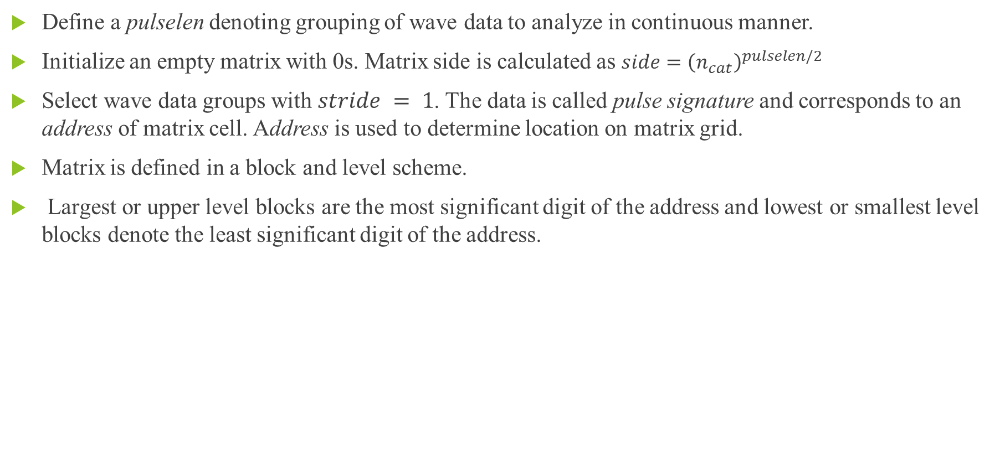 Define a pulselen denoting grouping of wave data to analyze in continuous manner.
Initialize an empty matrix with 0s. Matrix side is calculated as side = (n_cat)^pulselen/2
Select wave data groups with stride = 1. The data is called pulse signature and corresponds to an
address of matrix cell. Address is used to determine location on matrix grid.
Matrix is defined in a block and level scheme.
Largest or upper level blocks are the most significant digit of the address and lowest or smallest level
blocks denote the least significant digit of the address.